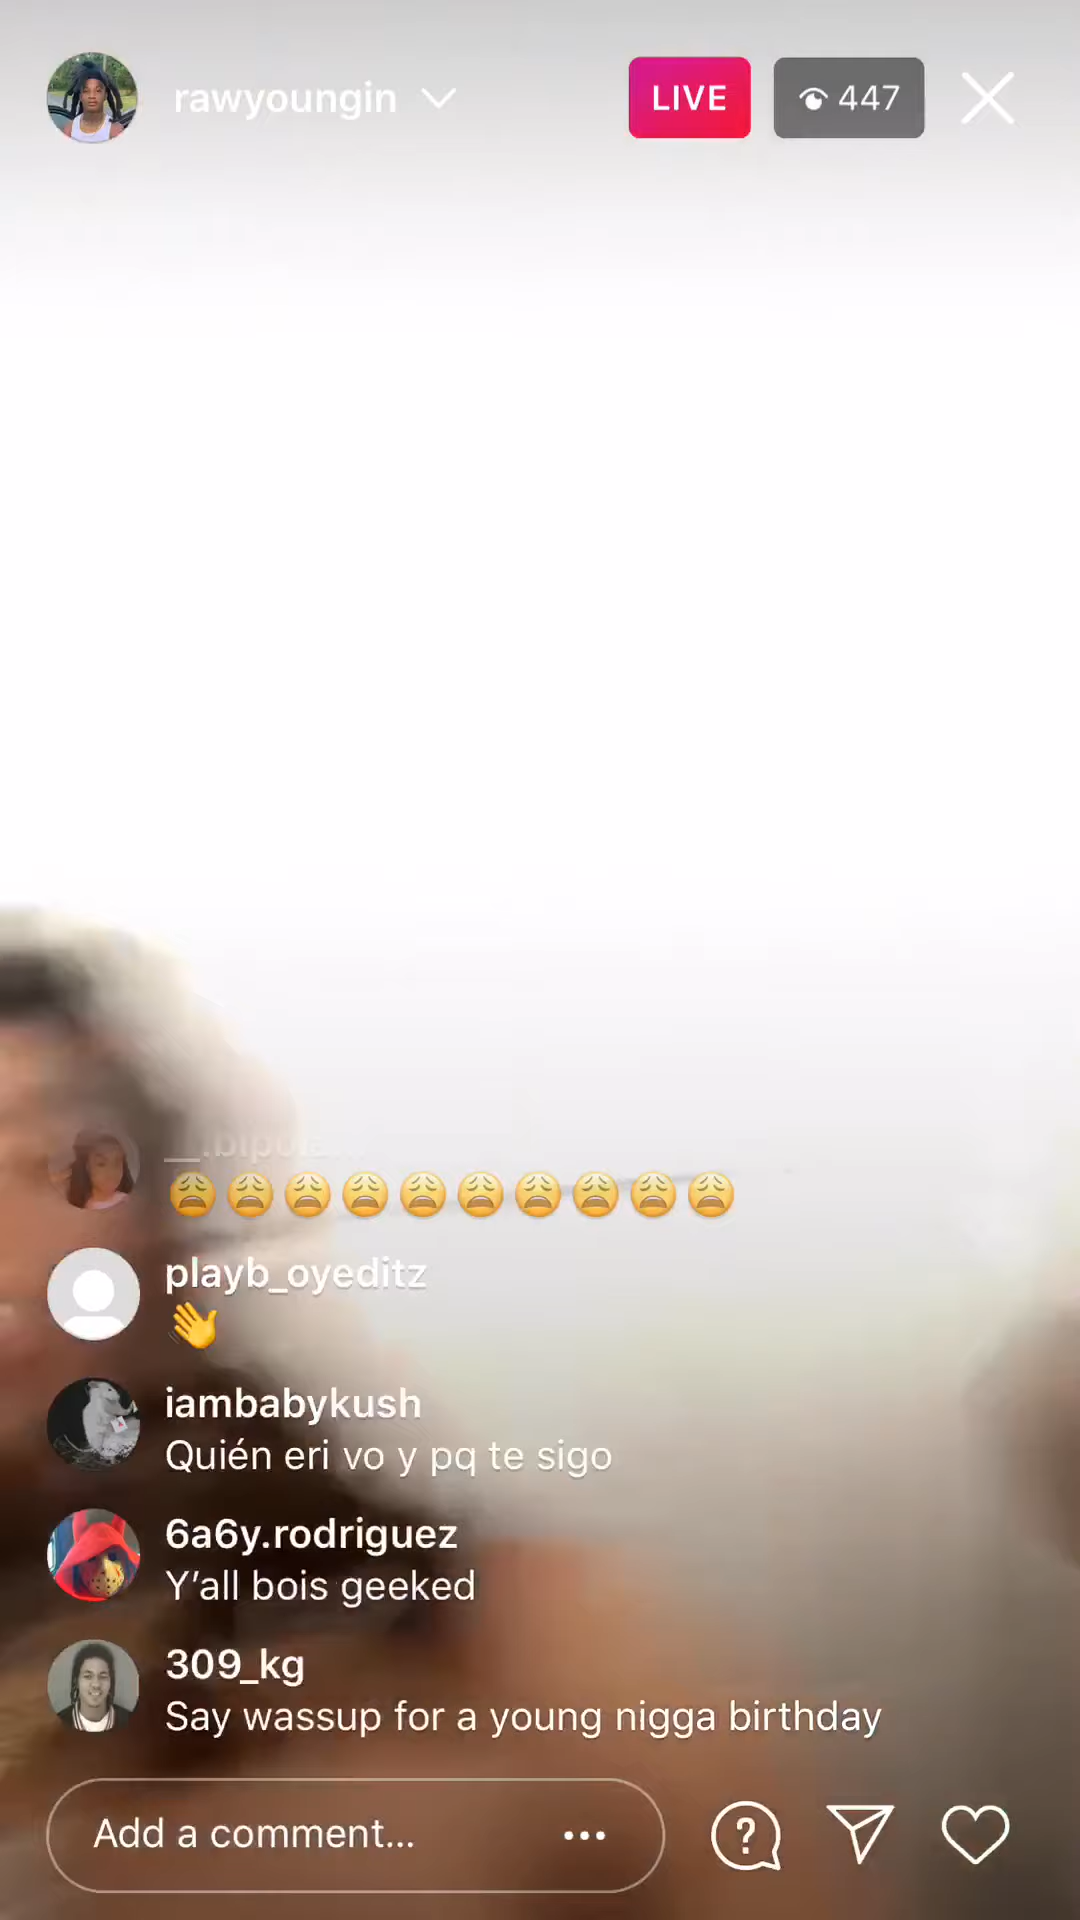 rawyoungin
LIVE
447
😩😩😩😩😩😩😩😩😩😩
playb_oyeditz
👋
iambabykush
Quién eri vo y pq te sigo
6a6y.rodriguez
Y’all bois geeked
309_kg
Say wassup for a young nigga birthday
Add a comment...